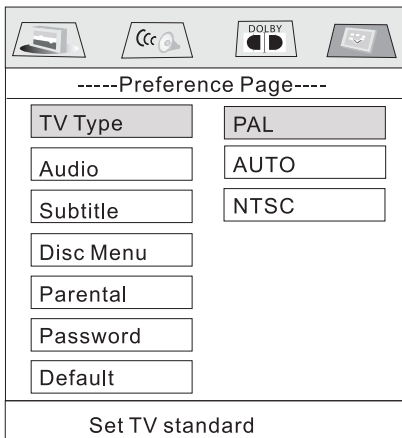 DOLBY
-----Preference Page----
TV Type
PAL
Audio
AUTO
Subtitle
NTSC
Disc Menu
Parental
Password
Default
Set TV standard